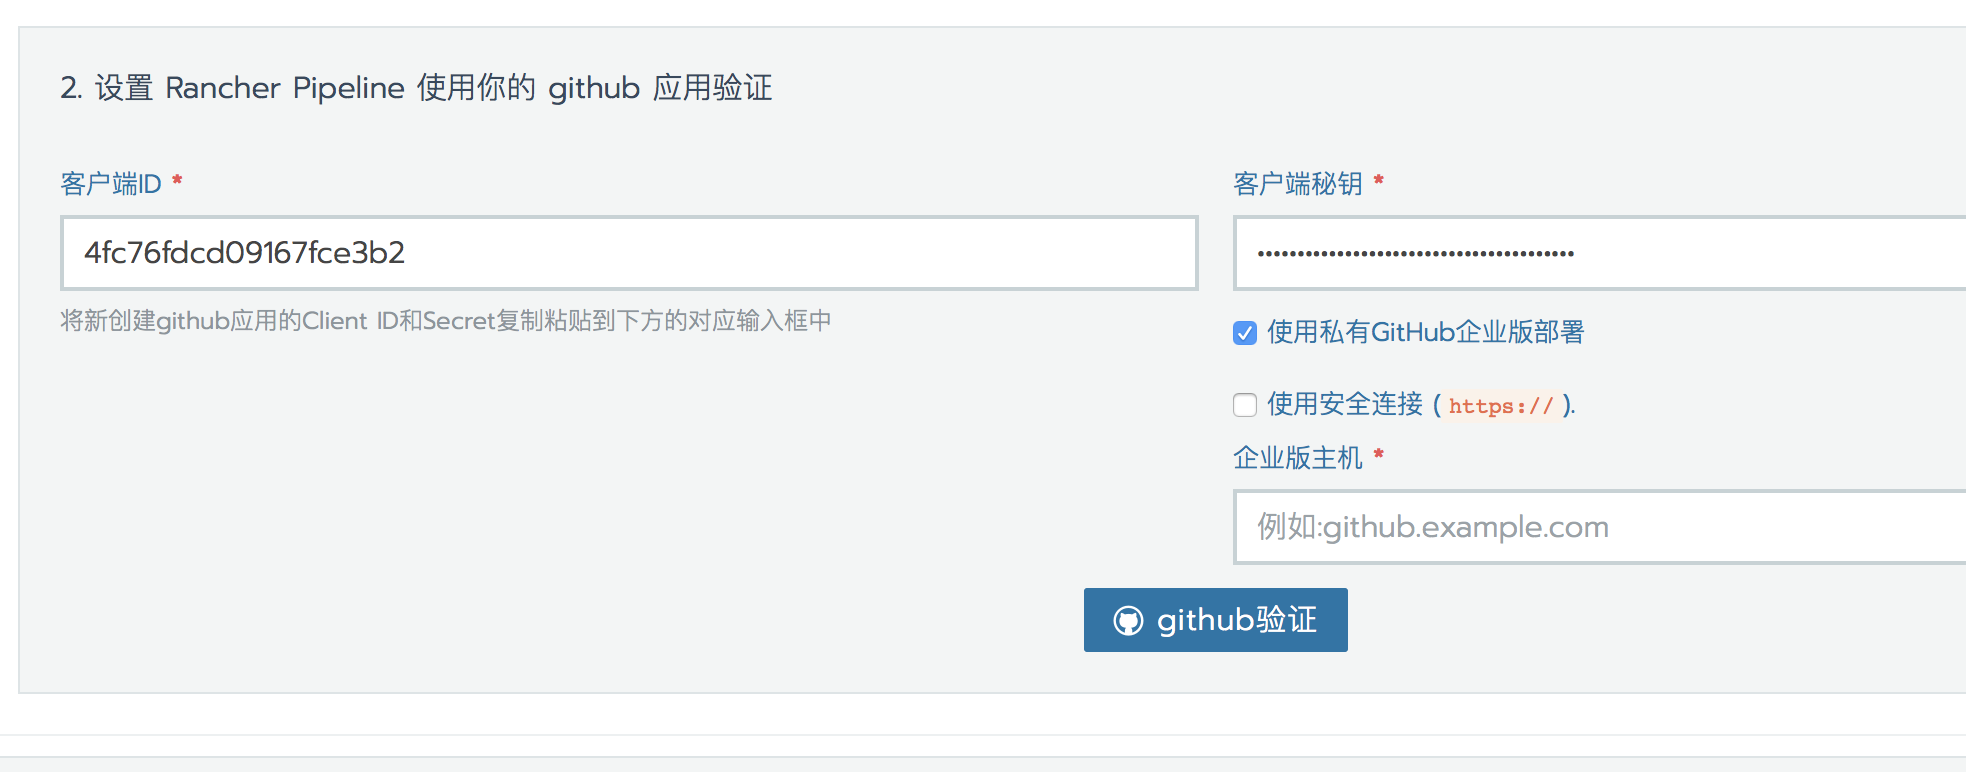 2. 设置 Rancher Pipeline 使用你的 github 应用验证
客户端ID *
4fc76fdcd09167fce3b2
将新创建github应用的Client ID和Secret复制粘贴到下方的对应输入框中
客户端秘钥 *
••••••••••••••••••••••••••••••••••••••••
使用私有GitHub企业版部署
使用安全连接 ( https:// ).
企业版主机 *
例如:github.example.com
github验证